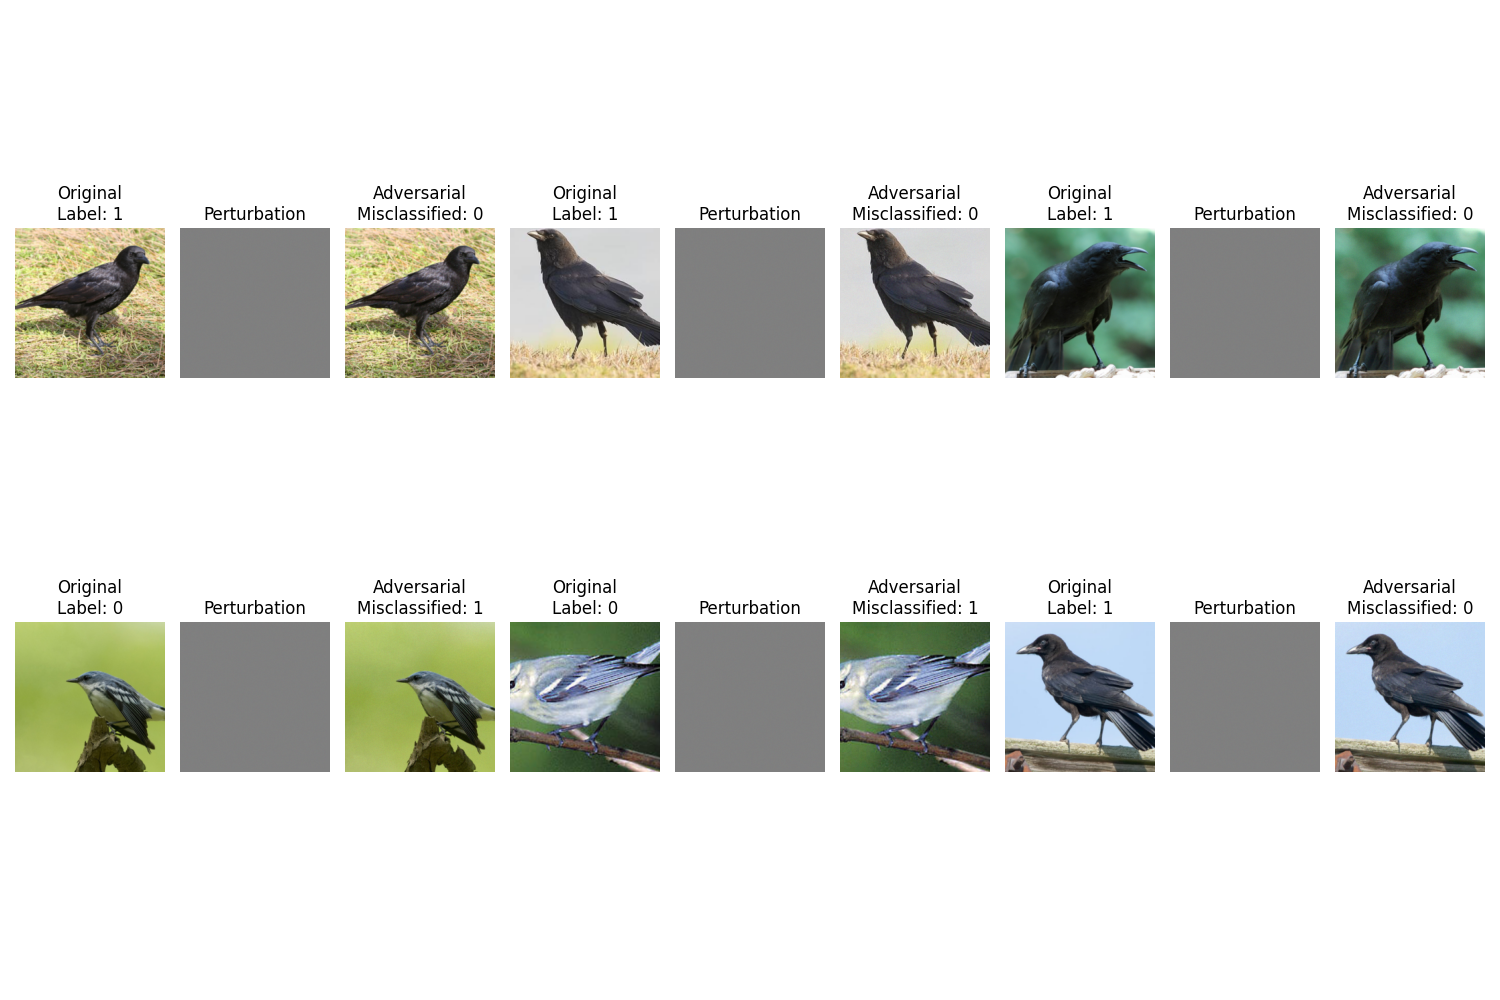 Original
Label: 1
Perturbation
Adversarial
Misclassified: 0
Original
Label: 1
Perturbation
Adversarial
Misclassified: 0
Original
Label: 1
Perturbation
Adversarial
Misclassified: 0
Original
Label: 0
Perturbation
Adversarial
Misclassified: 1
Original
Label: 0
Perturbation
Adversarial
Misclassified: 1
Original
Label: 1
Perturbation
Adversarial
Misclassified: 0